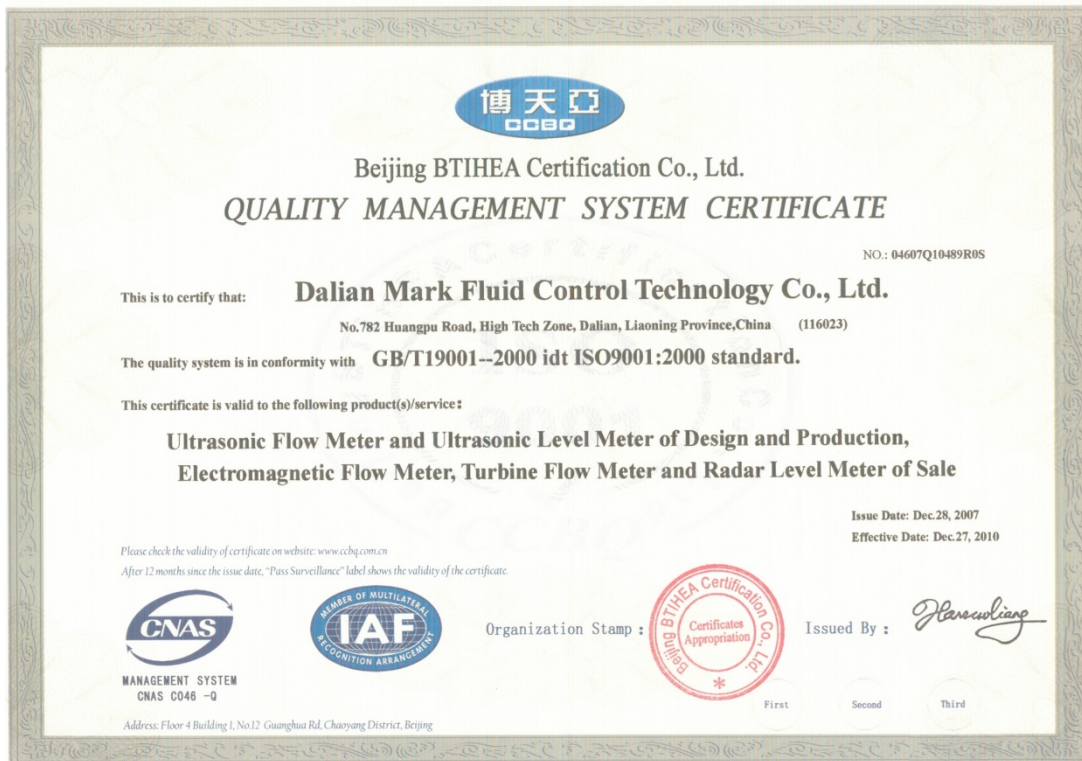 博天亞
CCBQ
Beijing BTIHEA Certification Co., Ltd.
QUALITY MANAGEMENT SYSTEM CERTIFICATE
NO.: 04607Q10489R0S
This is to certify that: Dalian Mark Fluid Control Technology Co., Ltd.
No.782 Huangpu Road, High Tech Zone, Dalian, Liaoning Province,China (116023)
The quality system is in conformity with GB/T19001--2000 idt ISO9001:2000 standard.
This certificate is valid to the following product(s)/service:
Ultrasonic Flow Meter and Ultrasonic Level Meter of Design and Production,
Electromagnetic Flow Meter, Turbine Flow Meter and Radar Level Meter of Sale
Issue Date: Dec.28, 2007
Effective Date: Dec.27, 2010
Please check the validity of certificate on website: www.ccbq.com.cn
After 12 months since the issue date, "Pass Surveillance" label shows the validity of the certificate.
CNAS
MANAGEMENT SYSTEM
CNAS C046 -Q
MEMBER OF MULTILATERAL
IAF
RECOGNITION ARRANGEMENT
Organization Stamp :
Beijing BTIHEA Certification Co., Ltd.
Certificates
Appropriation
Issued By :
First Second Third
Address: Floor 4 Building 1, No.12 Guanghua Rd, Chaoyang District, Beijing